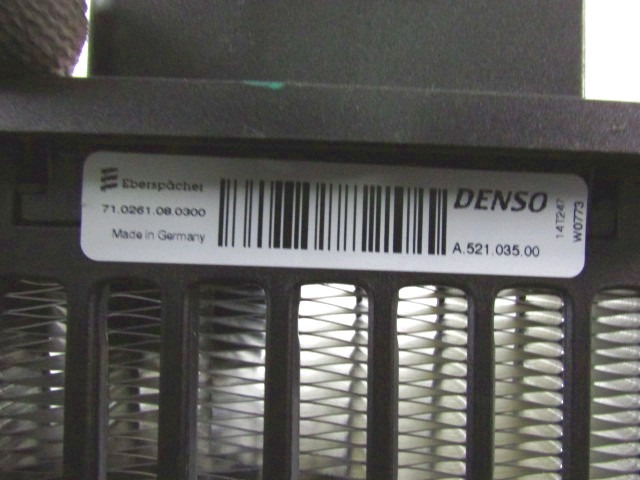 Eberspächer
71.0261.08.0300
Made in Germany
DENSO
A.521.035.00
14T247
W0773